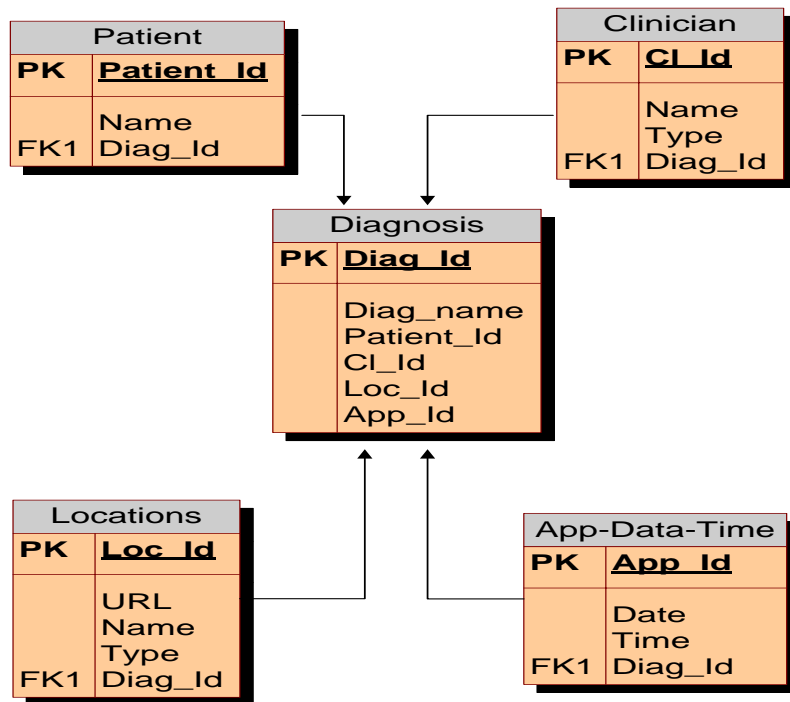 Patient
PK Patient_Id
Name
FK1 Diag_Id
Clinician
PK Cl_Id
Name
Type
FK1 Diag_Id
Diagnosis
PK Diag_Id
Diag_name
Patient_Id
Cl_Id
Loc_Id
App_Id
Locations
PK Loc_Id
URL
Name
Type
FK1 Diag_Id
App-Data-Time
PK App_Id
Date
Time
FK1 Diag_Id